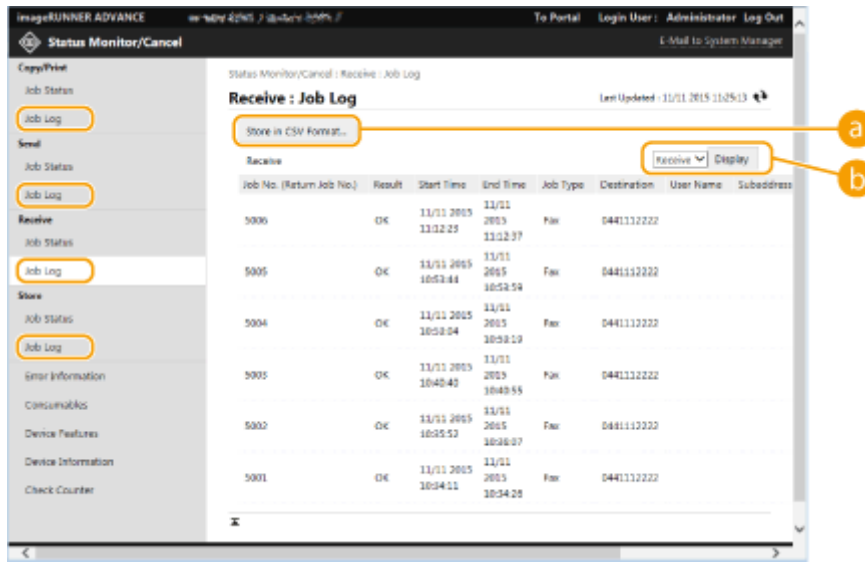 imageRUNNER ADVANCE To Portal Login User : Administrator Log Out
Status Monitor/Cancel E-Mail to System Manager
Copy/Print
Job Status
Job Log
Send
Job Status
Job Log
Receive
Job Status
Job Log
Store
Job Status
Job Log
Error Information
Consumables
Device Features
Device Information
Check Counter
Status Monitor/Cancel : Receive : Job Log
Receive : Job Log Last Updated : 11/11 2015 11:25:13
Store in CSV Format...
a
Receive Receive Display
b
Job No. (Return Job No.) Result Start Time End Time Job Type Destination User Name Subaddress
5006 OK 11/11 2015 11:12:23 11/11 2015 11:12:37 Fax 0441112222
5005 OK 11/11 2015 10:53:44 11/11 2015 10:53:59 Fax 0441112222
5004 OK 11/11 2015 10:53:04 11/11 2015 10:53:19 Fax 0441112222
5003 OK 11/11 2015 10:40:40 11/11 2015 10:40:55 Fax 0441112222
5002 OK 11/11 2015 10:35:52 11/11 2015 Fax 0441112222
5001 OK 11/11 2015 10:34:11 11/11 2015 10:34:26 Fax 0441112222